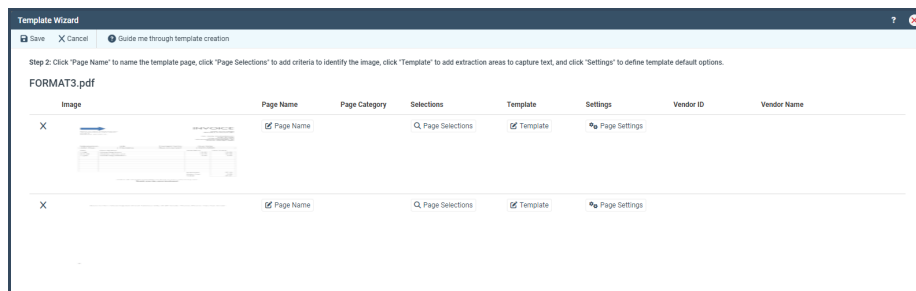 Template Wizard ?
Save Cancel Guide me through template creation
Step 2: Click "Page Name" to name the template page, click "Page Selections" to add criteria to identify the image, click "Template" to add extraction areas to capture text, and click "Settings" to define template default options.
FORMAT3.pdf
Image Page Name Page Category Selections Template Settings Vendor ID Vendor Name
Page Name Page Selections Template Page Settings
INVOICE
Page Name Page Selections Template Page Settings